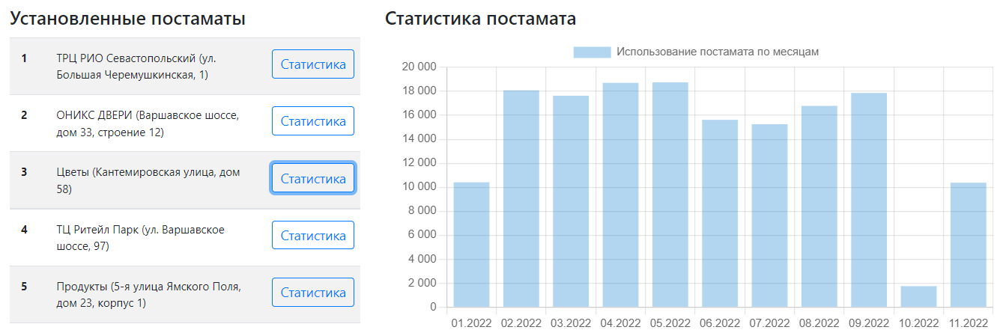 Установленные постаматы
1 ТРЦ РИО Севастопольский (ул.
Большая Черемушкинская, 1)
Статистика
2 ОНИКС ДВЕРИ (Варшавское шоссе,
дом 33, строение 12)
Статистика
3 Цветы (Кантемировская улица, дом
58)
Статистика
4 ТЦ Ритейл Парк (ул. Варшавское
шоссе, 97)
Статистика
5 Продукты (5-я улица Ямского Поля,
дом 23, корпус 1)
Статистика
Статистика постамата
Использование постамата по месяцам
20 000
18 000
16 000
14 000
12 000
10 000
8 000
6 000
4 000
2 000
0
01.2022 02.2022 03.2022 04.2022 05.2022 06.2022 07.2022 08.2022 09.2022 10.2022 11.2022